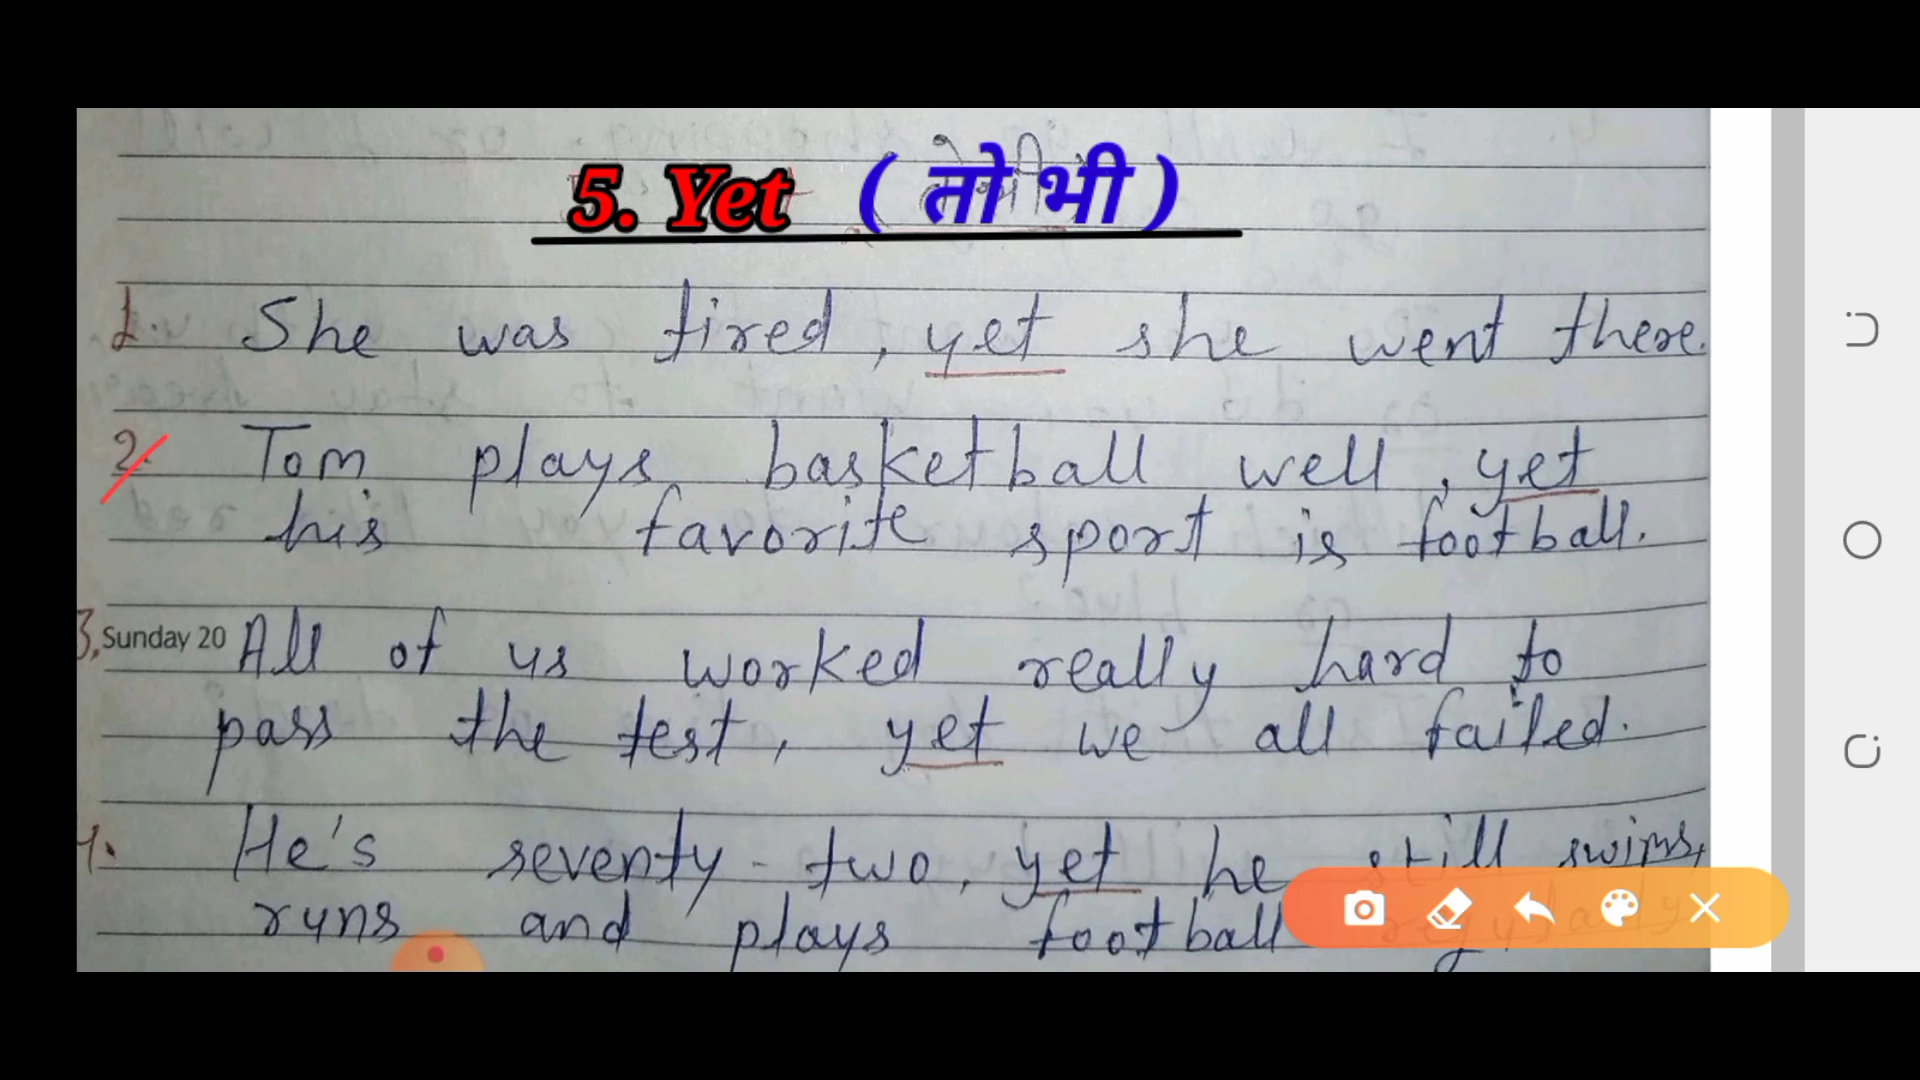 5. Yet ( तो भी )
1. She was tired, yet she went there.
2. Tom plays basketball well, yet
his favorite sport is football.
3, Sunday 20 All of us worked really hard to
pass the test, yet we all failed.
4. He's seventy-two, yet he still swims,
runs and plays football regularly